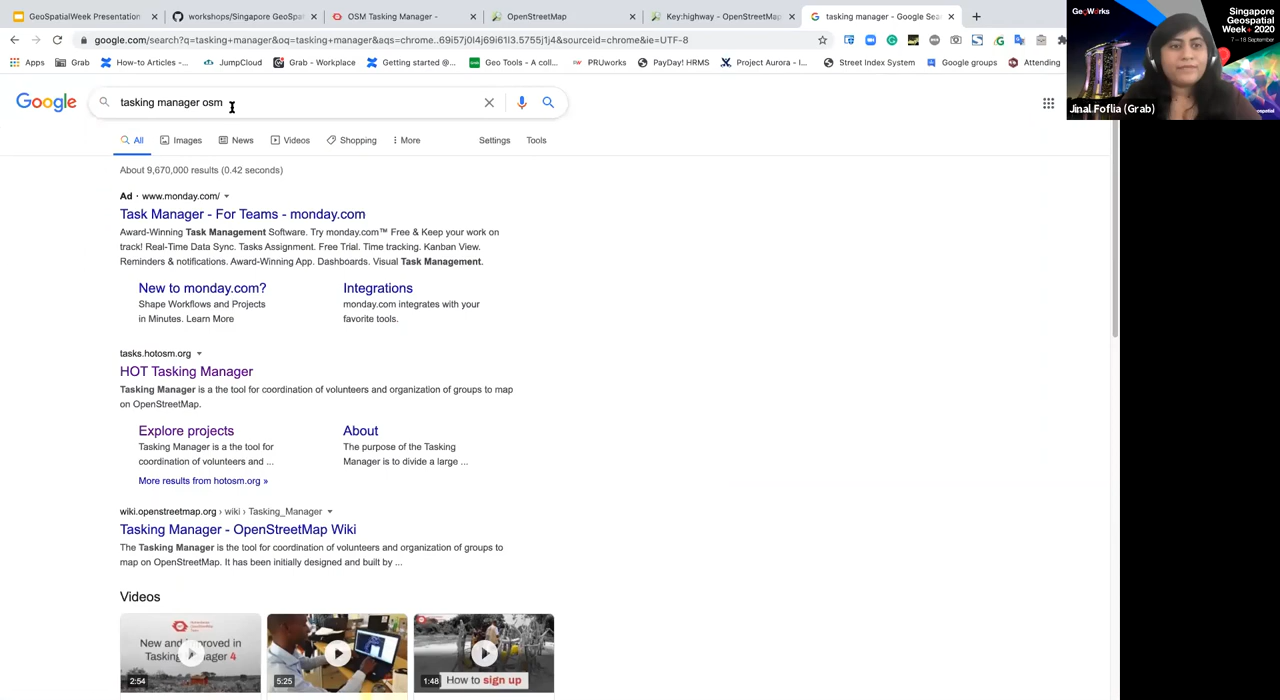 GeoSpatialWeek Presentation
workshops/Singapore GeoSpa
OSM Tasking Manager -
OpenStreetMap
Key:highway - OpenStreetMap
tasking manager - Google Sea
google.com/search?q=tasking+manager&oq=tasking+manager&aqs=chrome..69i57j0l4j69i61l3.5755j1j4&sourceid=chrome&ie=UTF-8
Apps
Grab
How-to Articles -...
JumpCloud
Grab - Workplace
Getting started @...
Geo Tools - A coll...
PRUworks
PayDay! HRMS
Project Aurora - I...
Street Index System
Google groups
Attending
GeoWorks
Singapore
Geospatial
Week+ 2020
7 – 18 September
Jinal Foflia (Grab)
Google
tasking manager osm
All
Images
News
Videos
Shopping
More
Settings
Tools
About 9,670,000 results (0.42 seconds)
Ad · www.monday.com/
Task Manager - For Teams - monday.com
Award-Winning Task Management Software. Try monday.com™ Free & Keep your work on
track! Real-Time Data Sync. Tasks Assignment. Free Trial. Time tracking. Kanban View.
Reminders & notifications. Award-Winning App. Dashboards. Visual Task Management.
New to monday.com?
Shape Workflows and Projects
in Minutes. Learn More
Integrations
monday.com integrates with your
favorite tools.
tasks.hotosm.org
HOT Tasking Manager
Tasking Manager is a the tool for coordination of volunteers and organization of groups to map
on OpenStreetMap.
Explore projects
Tasking Manager is a the tool for
coordination of volunteers and ...
About
The purpose of the Tasking
Manager is to divide a large ...
More results from hotosm.org »
wiki.openstreetmap.org › wiki › Tasking_Manager
Tasking Manager - OpenStreetMap Wiki
The Tasking Manager is the tool for coordination of volunteers and organization of groups to
map on OpenStreetMap. It has been initially designed and built by ...
Videos
New and Improved in
Tasking Manager 4
2:54
5:25
1:48
How to sign up